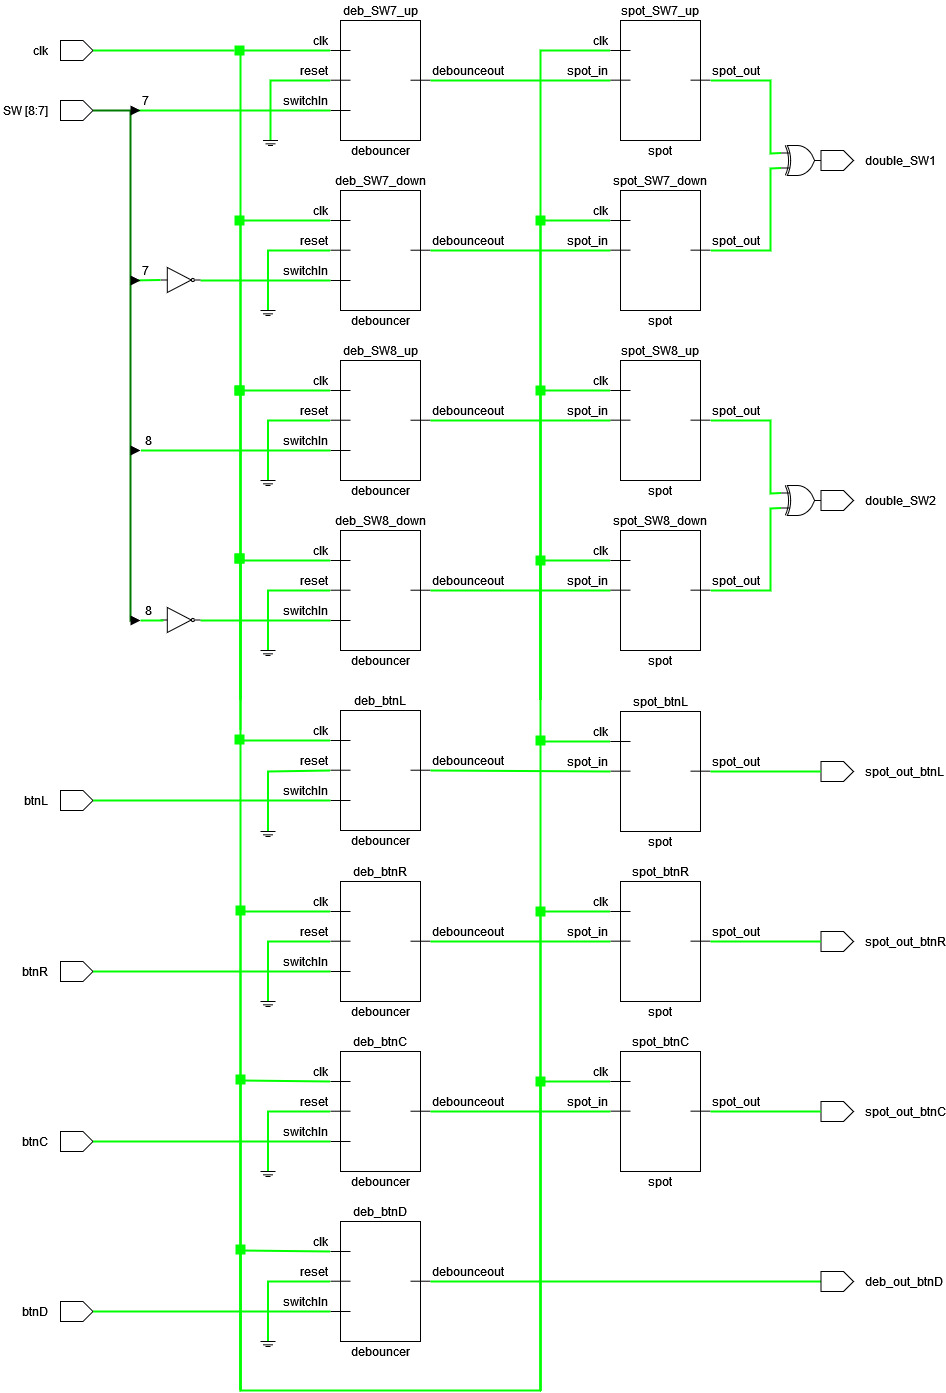 deb_SW7_up spot_SW7_up
clk clk clk
reset debounceout spot_in spot_out
SW [8:7] 7 switchIn
debouncer spot
double_SW1
deb_SW7_down spot_SW7_down
clk clk
reset debounceout spot_in spot_out
7 switchIn
debouncer spot
deb_SW8_up spot_SW8_up
clk clk
reset debounceout spot_in spot_out
8 switchIn
debouncer spot
double_SW2
deb_SW8_down spot_SW8_down
clk clk
reset debounceout spot_in spot_out
8 switchIn
debouncer spot
deb_btnL spot_btnL
clk clk
reset debounceout spot_in spot_out spot_out_btnL
btnL switchIn
debouncer spot
deb_btnR spot_btnR
clk clk
reset debounceout spot_in spot_out spot_out_btnR
btnR switchIn
debouncer spot
deb_btnC spot_btnC
clk clk
reset debounceout spot_in spot_out spot_out_btnC
btnC switchIn
debouncer spot
deb_btnD
clk
reset debounceout deb_out_btnD
btnD switchIn
debouncer